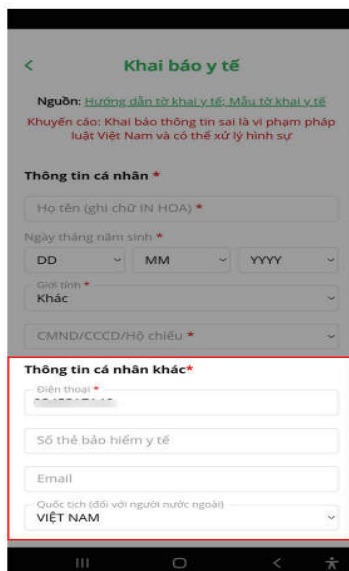 Khai báo y tế
Nguồn: Hướng dẫn tờ khai y tế; Mẫu tờ khai y tế
Khuyến cáo: Khai báo thông tin sai là vi phạm pháp
luật Việt Nam và có thể xử lý hình sự
Thông tin cá nhân *
Họ tên (ghi chữ IN HOA) *
Ngày tháng năm sinh *
DD MM YYYY
Giới tính *
Khác
CMND/CCCD/Hộ chiếu *
Thông tin cá nhân khác*
Điện thoại *
Số thẻ bảo hiểm y tế
Email
Quốc tịch (đối với người nước ngoài)
VIỆT NAM